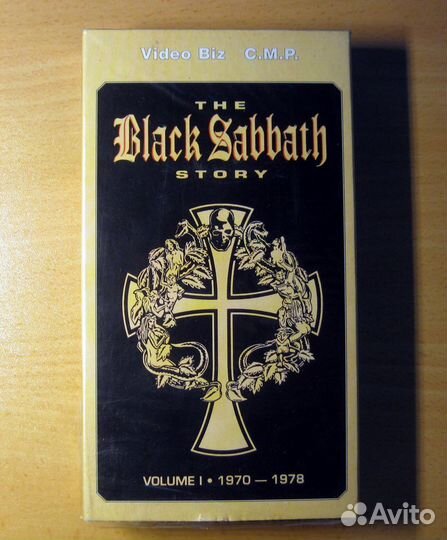 Video Biz C.M.P.
THE
Black Sabbath
STORY
VOLUME I • 1970 — 1978
Avito